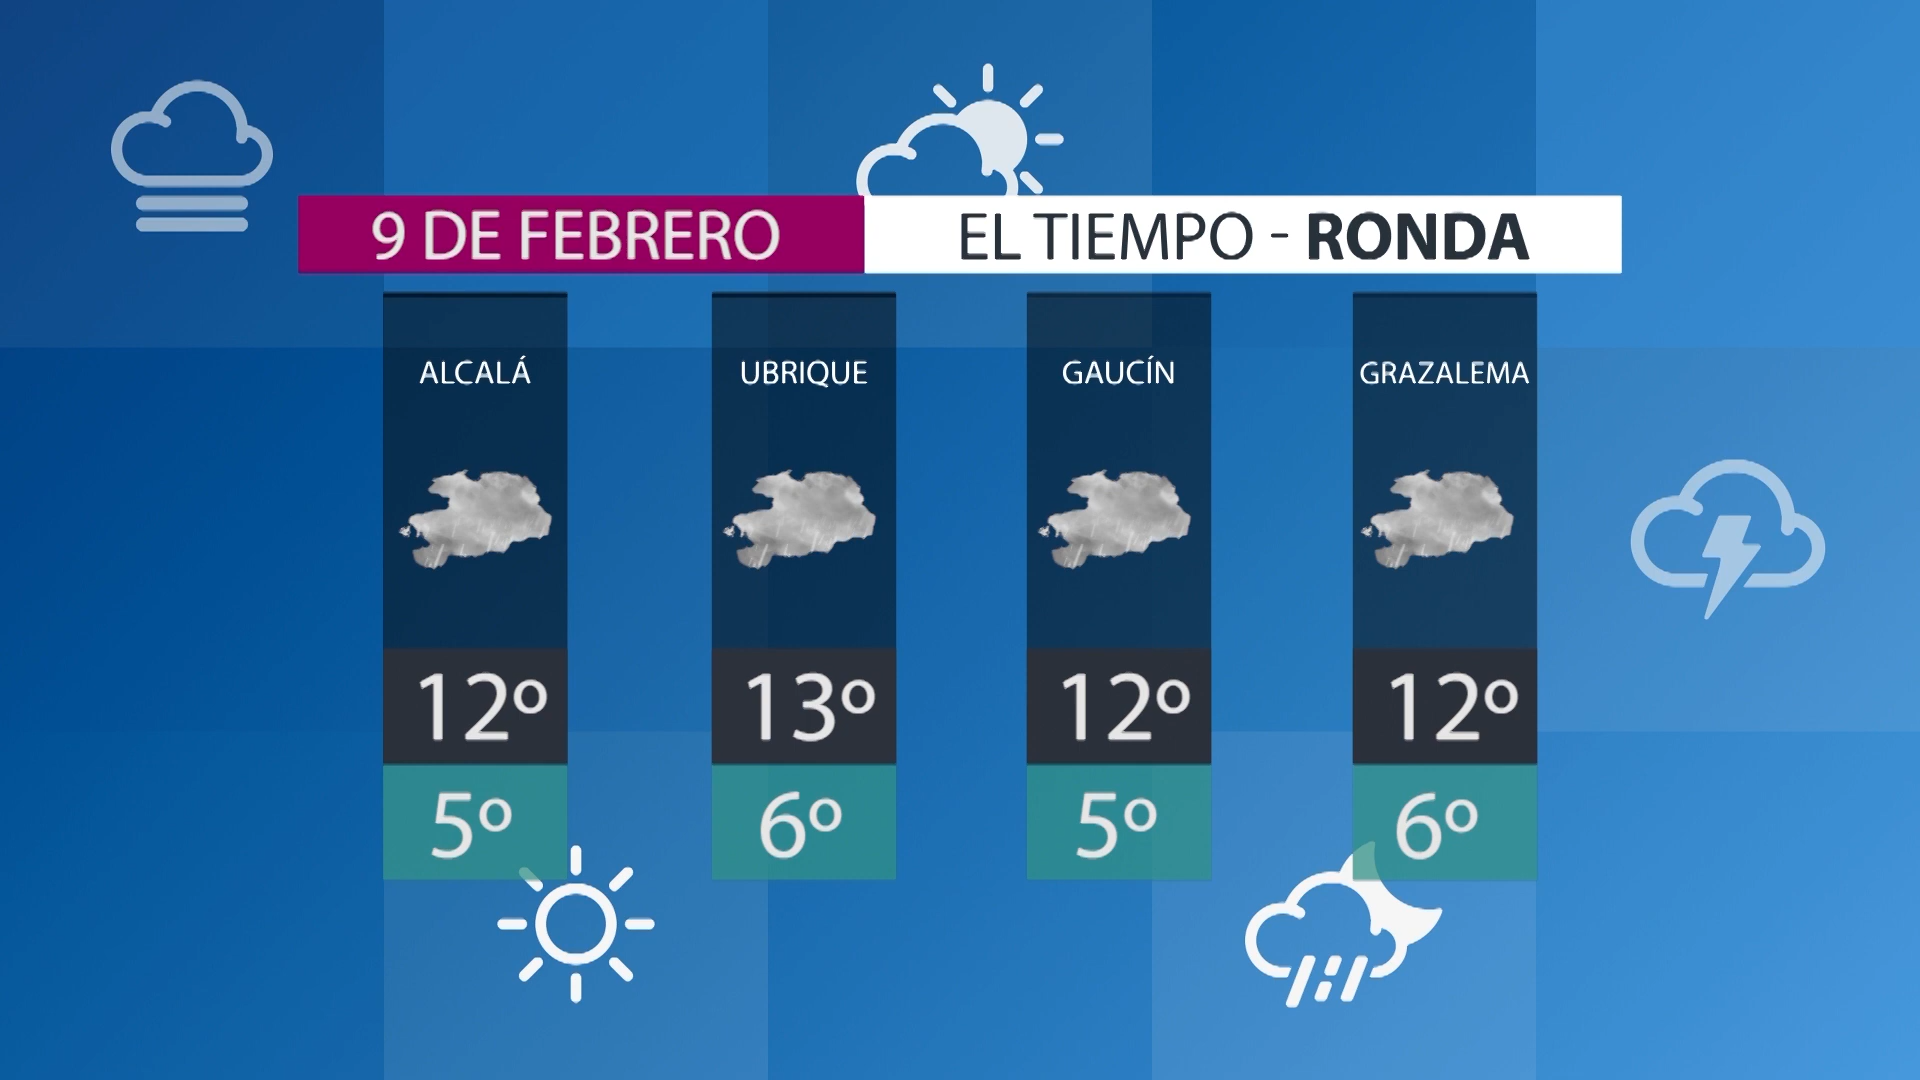 9 DE FEBRERO
EL TIEMPO - RONDA
ALCALÁ
UBRIQUE
GAUCÍN
GRAZALEMA
12º
13º
12º
12º
5º
6º
5º
6º